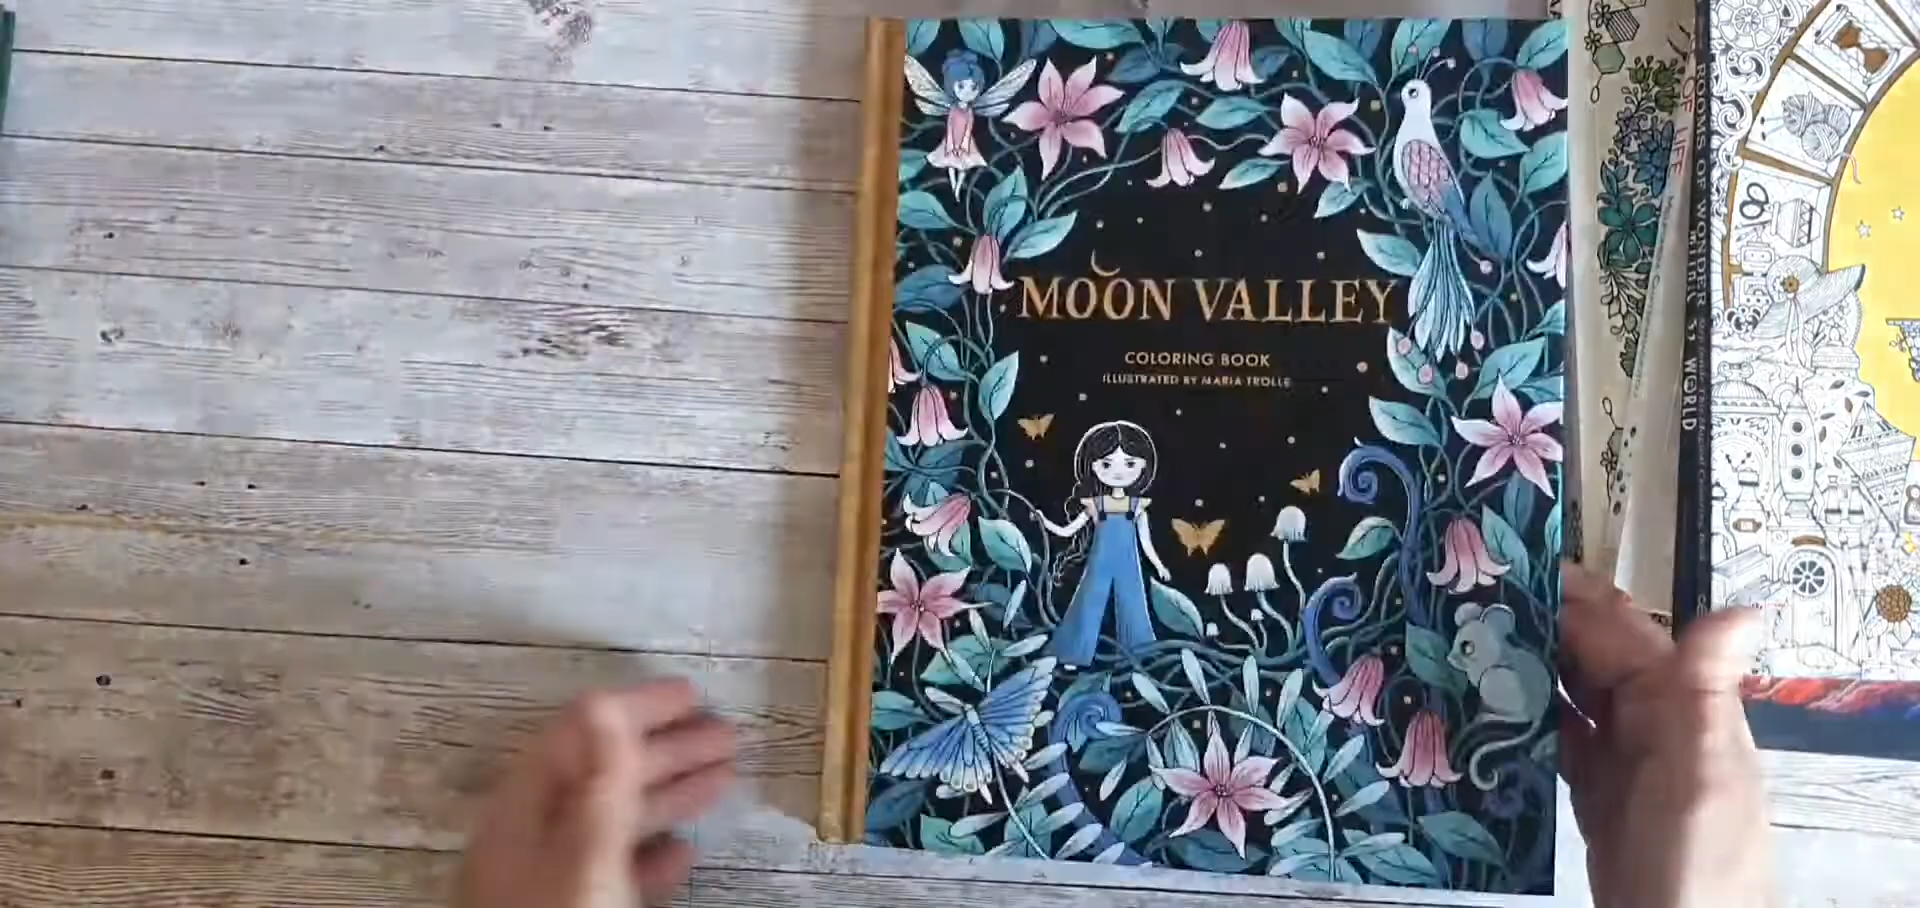 MOON VALLEY
COLORING BOOK
ILLUSTRATED BY MARIA TROLLE
OF LIFE
ROOMS OF WONDER
WORLD